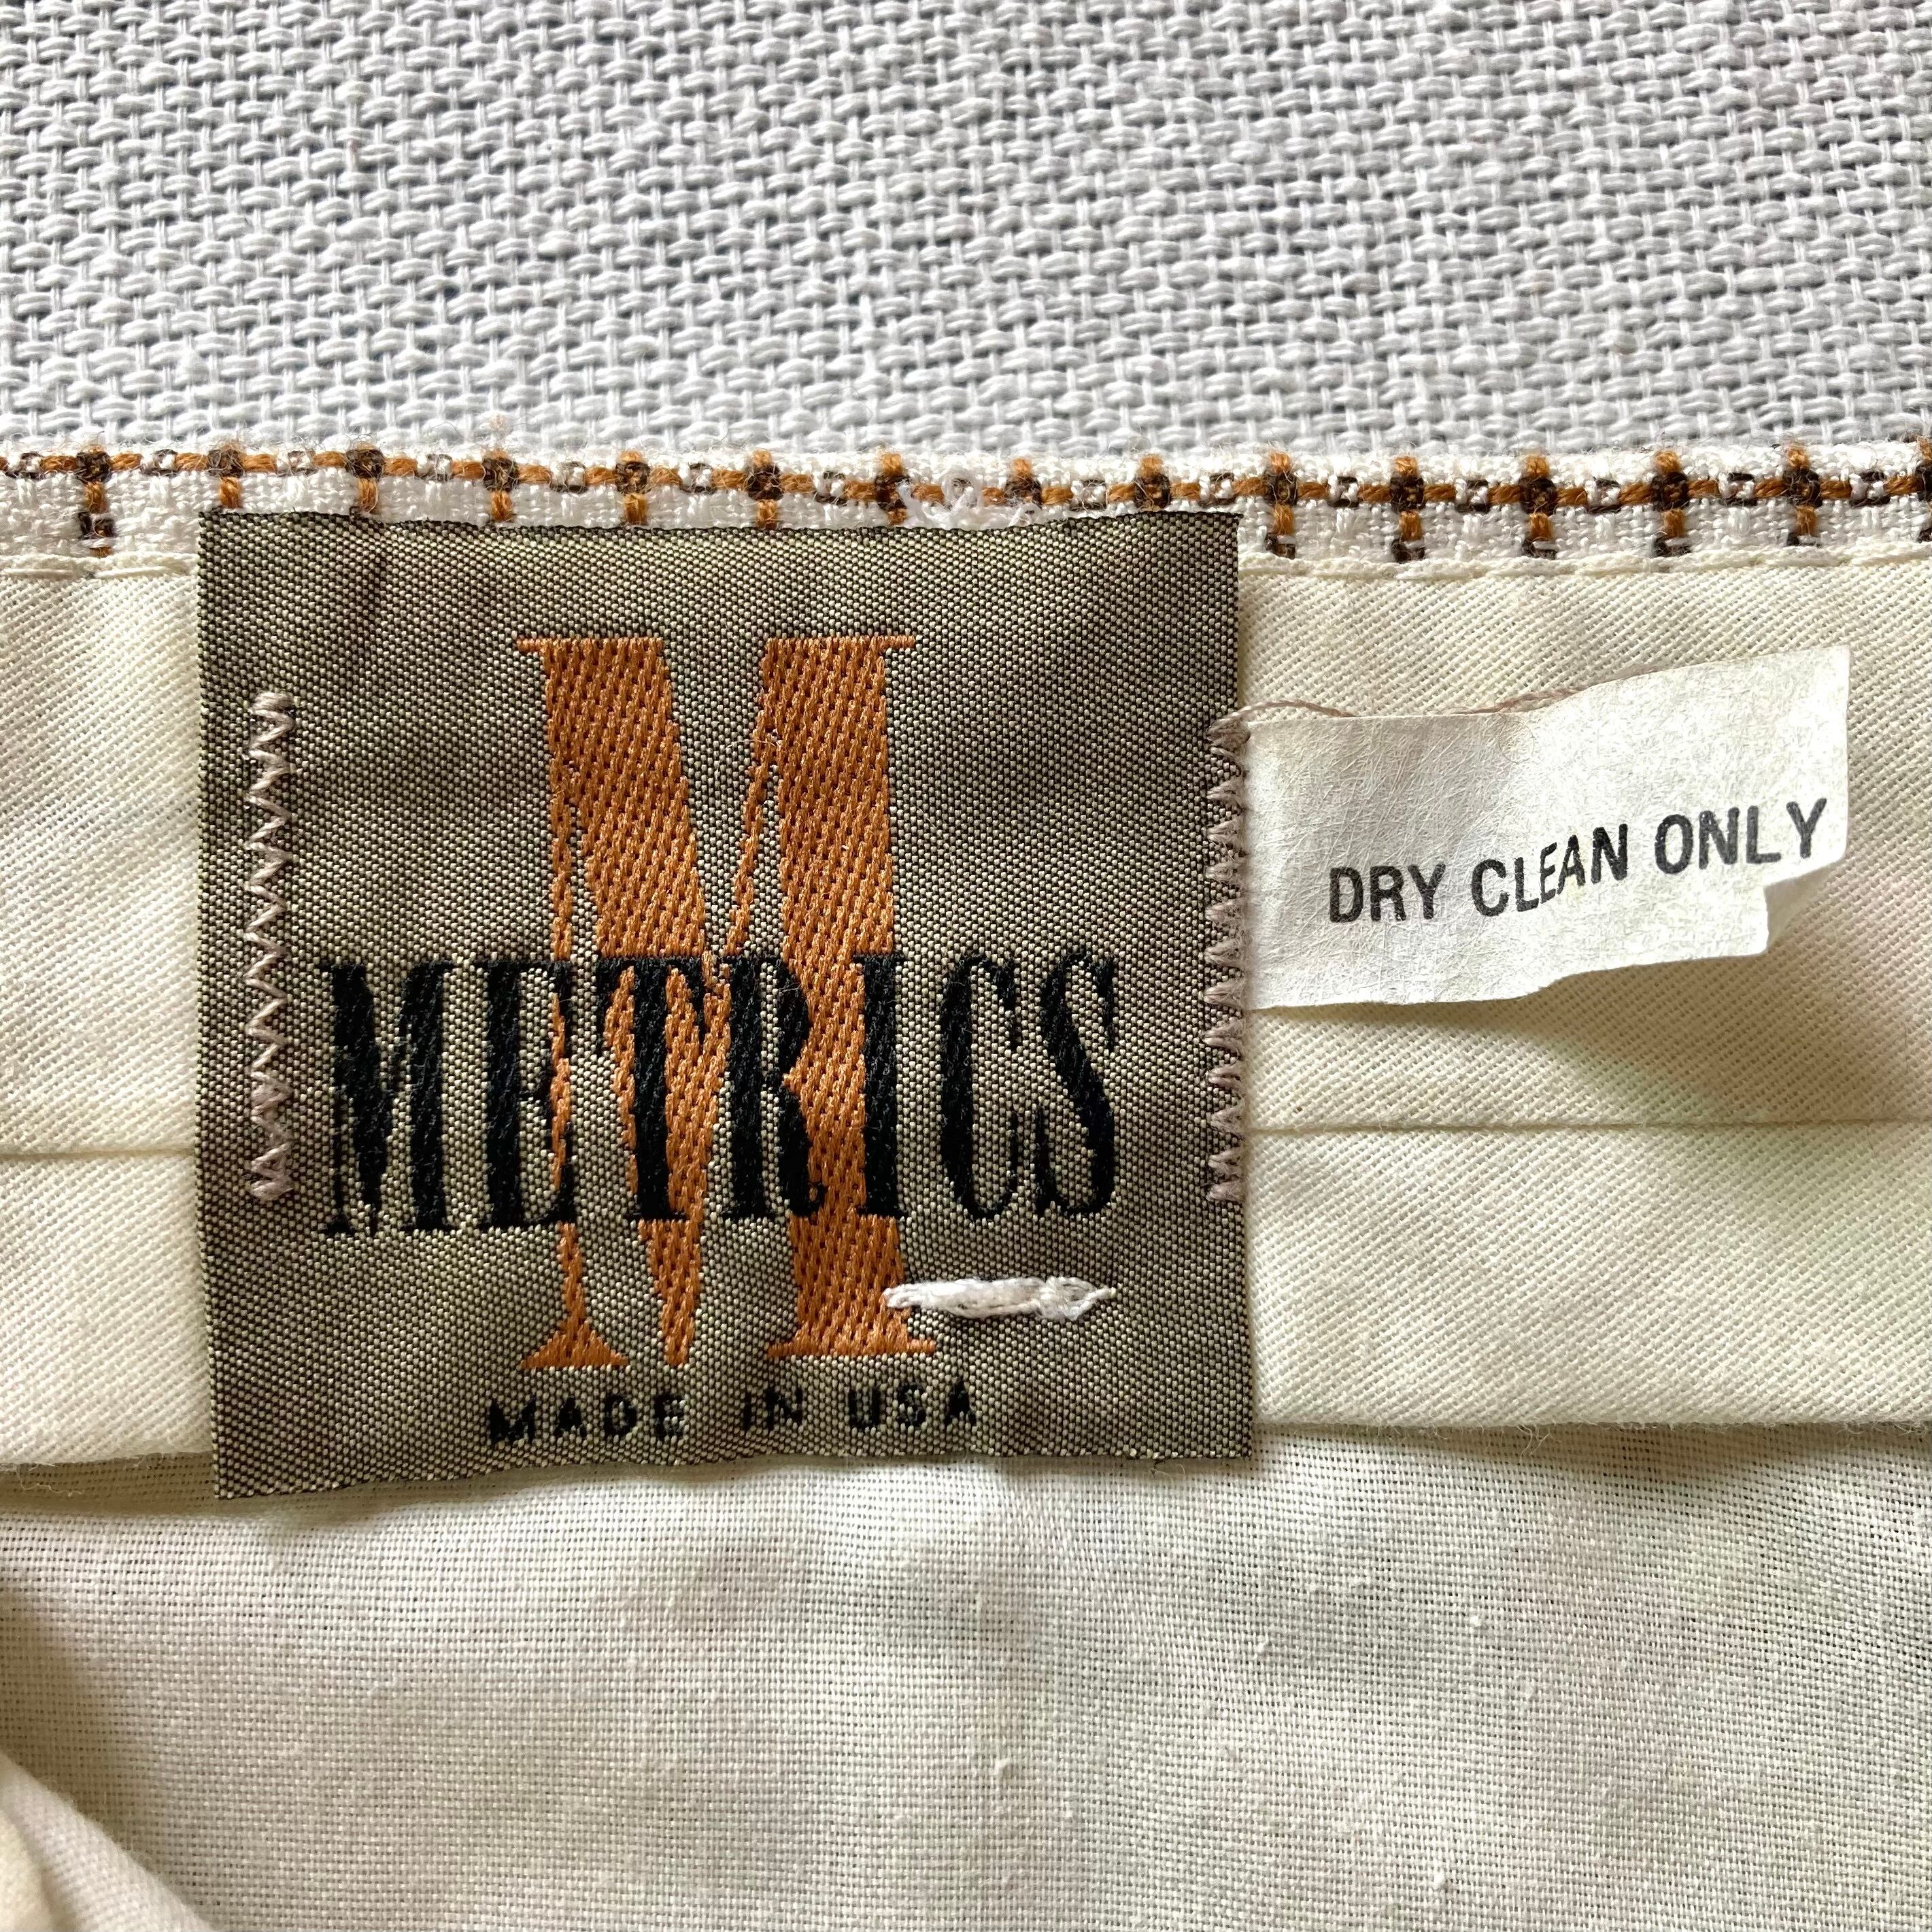 M
METRICS
MADE IN USA
DRY CLEAN ONLY